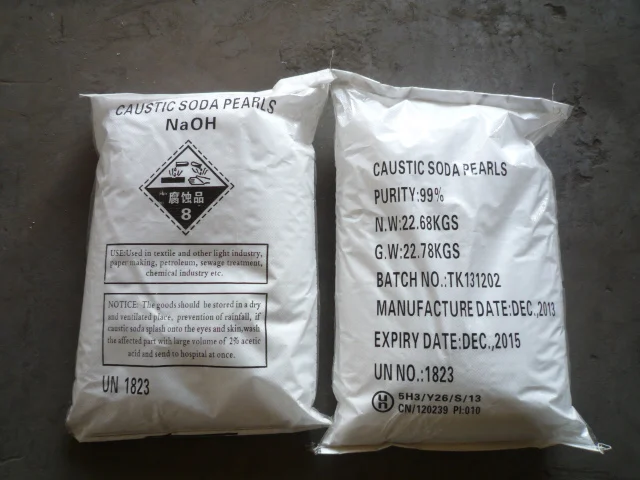 CAUSTIC SODA PEARLS
NaOH
腐蚀品
8
USE:Used in textile and other light industry,
paper making, petroleum, sewage treatment,
chemical industry etc.
NOTICE: The goods should be stored in a dry
and ventilated place, prevention of rainfall, if
caustic soda splash onto the eyes and skin,wash
the affected part with large volume of 2% acetic
acid and send to hospital at once.
UN 1823
CAUSTIC SODA PEARLS
PURITY:99%
N.W:22.68KGS
G.W:22.78KGS
BATCH NO.:TK131202
MANUFACTURE DATE:DEC.,2013
EXPIRY DATE:DEC.,2015
UN NO.:1823
UN 5H3/Y26/S/13
CN/120239 PI:010